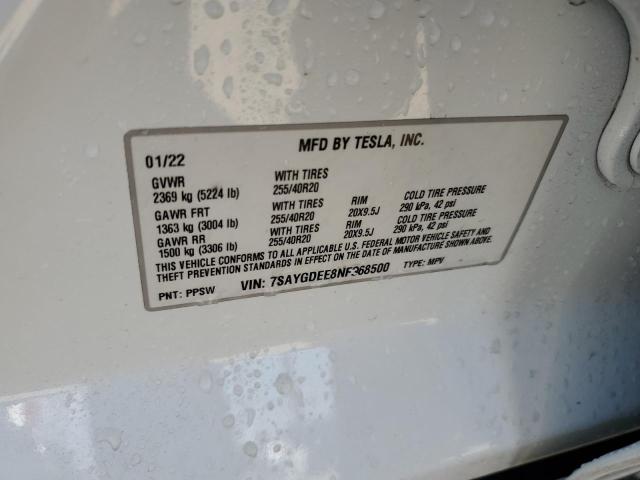 MFD BY TESLA, INC.
01/22
GVWR WITH TIRES
2369 kg (5224 lb) 255/40R20
GAWR FRT WITH TIRES RIM COLD TIRE PRESSURE
1363 kg (3004 lb) 255/40R20 20X9.5J 290 kPa, 42 psi
GAWR RR WITH TIRES RIM COLD TIRE PRESSURE
1500 kg (3306 lb) 255/40R20 20X9.5J 290 kPa, 42 psi
THIS VEHICLE CONFORMS TO ALL APPLICABLE U.S. FEDERAL MOTOR VEHICLE SAFETY AND
THEFT PREVENTION STANDARDS IN EFFECT ON THE DATE OF MANUFACTURE SHOWN ABOVE.
PNT: PPSW VIN: 7SAYGDEE8NF368500 TYPE: MPV